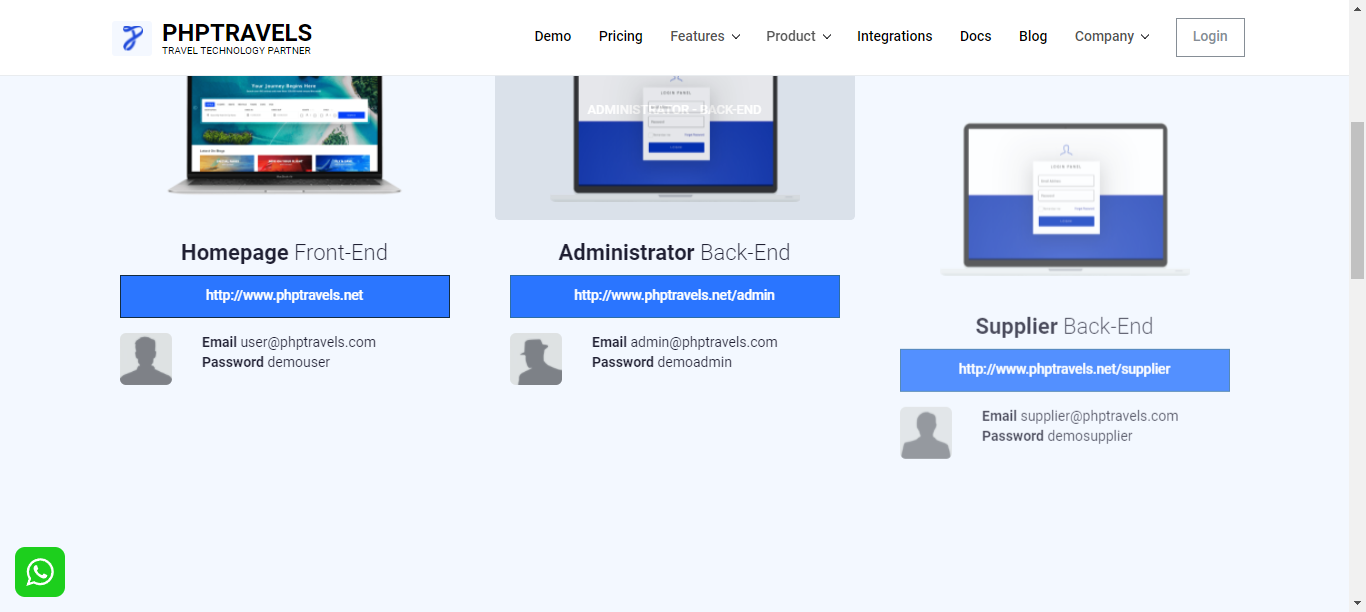 PHPTRAVELS
TRAVEL TECHNOLOGY PARTNER
Demo
Pricing
Features
Product
Integrations
Docs
Blog
Company
Login
Your Journey Begins Here
ADMINISTRATOR - BACK-END
LOGIN PANEL
LOGIN PANEL
Homepage Front-End
http://www.phptravels.net
Email user@phptravels.com
Password demouser
Administrator Back-End
http://www.phptravels.net/admin
Email admin@phptravels.com
Password demoadmin
Supplier Back-End
http://www.phptravels.net/supplier
Email supplier@phptravels.com
Password demosupplier